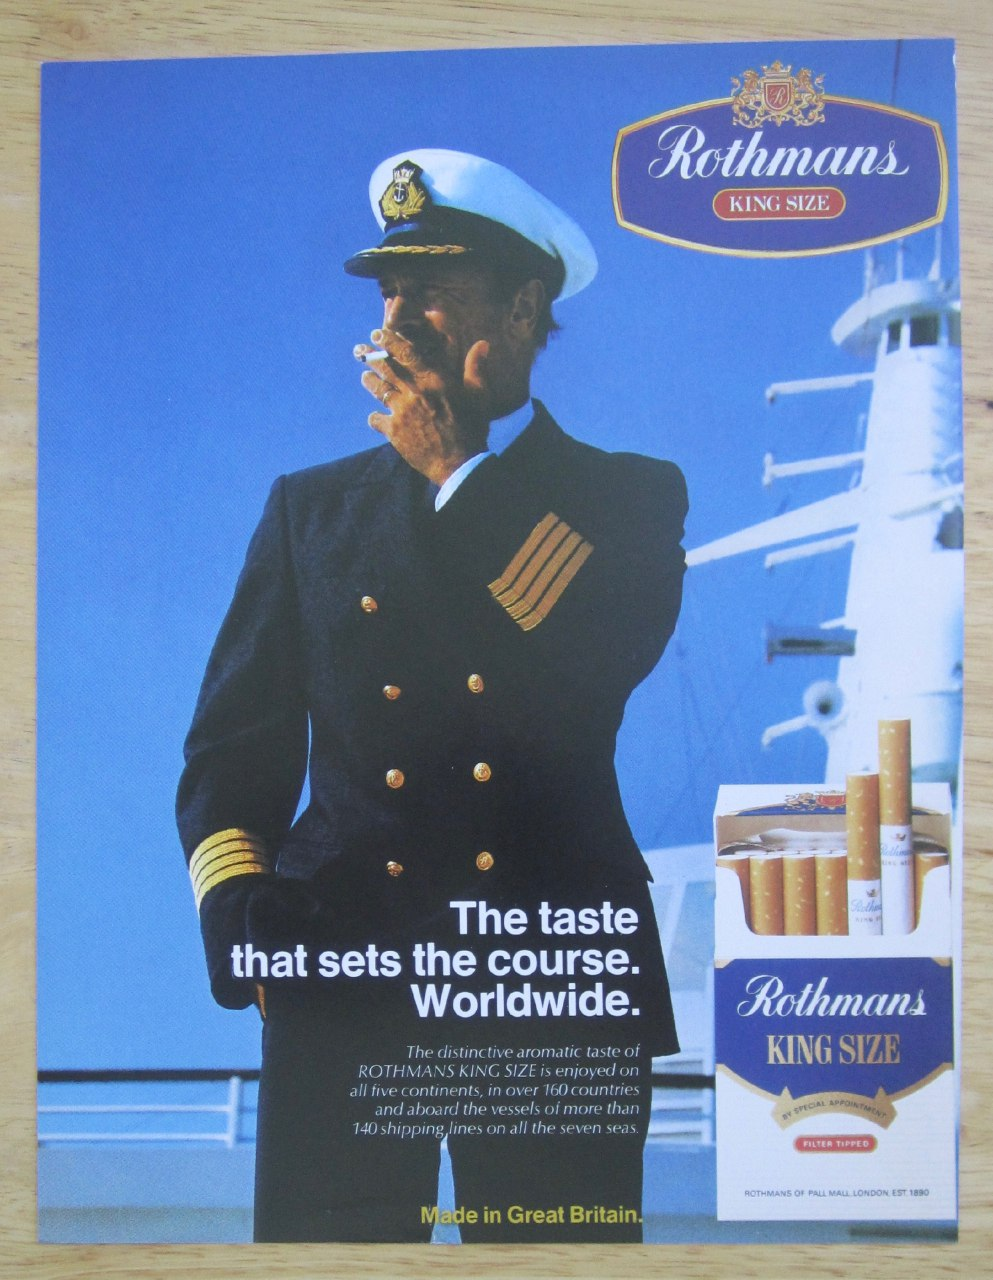 Rothmans
KING SIZE
The taste
that sets the course.
Worldwide.
The distinctive aromatic taste of
ROTHMANS KING SIZE is enjoyed on
all five continents, in over 160 countries
and aboard the vessels of more than
140 shipping lines on all the seven seas.
Made in Great Britain.
Rothmans
KING SIZE
BY SPECIAL APPOINTMENT
FILTER TIPPED
ROTHMANS OF PALL MALL LONDON EST. 1890